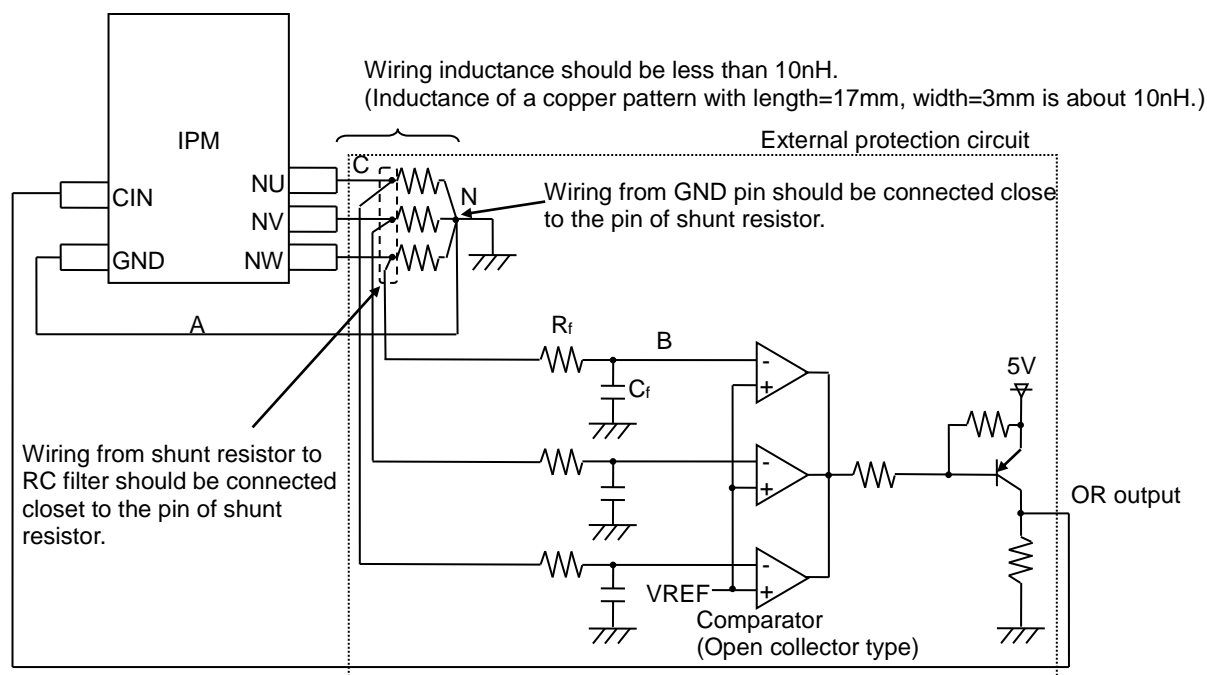 Wiring inductance should be less than 10nH.
(Inductance of a copper pattern with length=17mm, width=3mm is about 10nH.)
IPM
External protection circuit
C
NU
N
Wiring from GND pin should be connected close
to the pin of shunt resistor.
CIN
NV
GND
NW
A
Rf
B
5V
-
+
Cf
Wiring from shunt resistor to
RC filter should be connected
closet to the pin of shunt
resistor.
-
+
OR output
-
+
VREF
Comparator
(Open collector type)